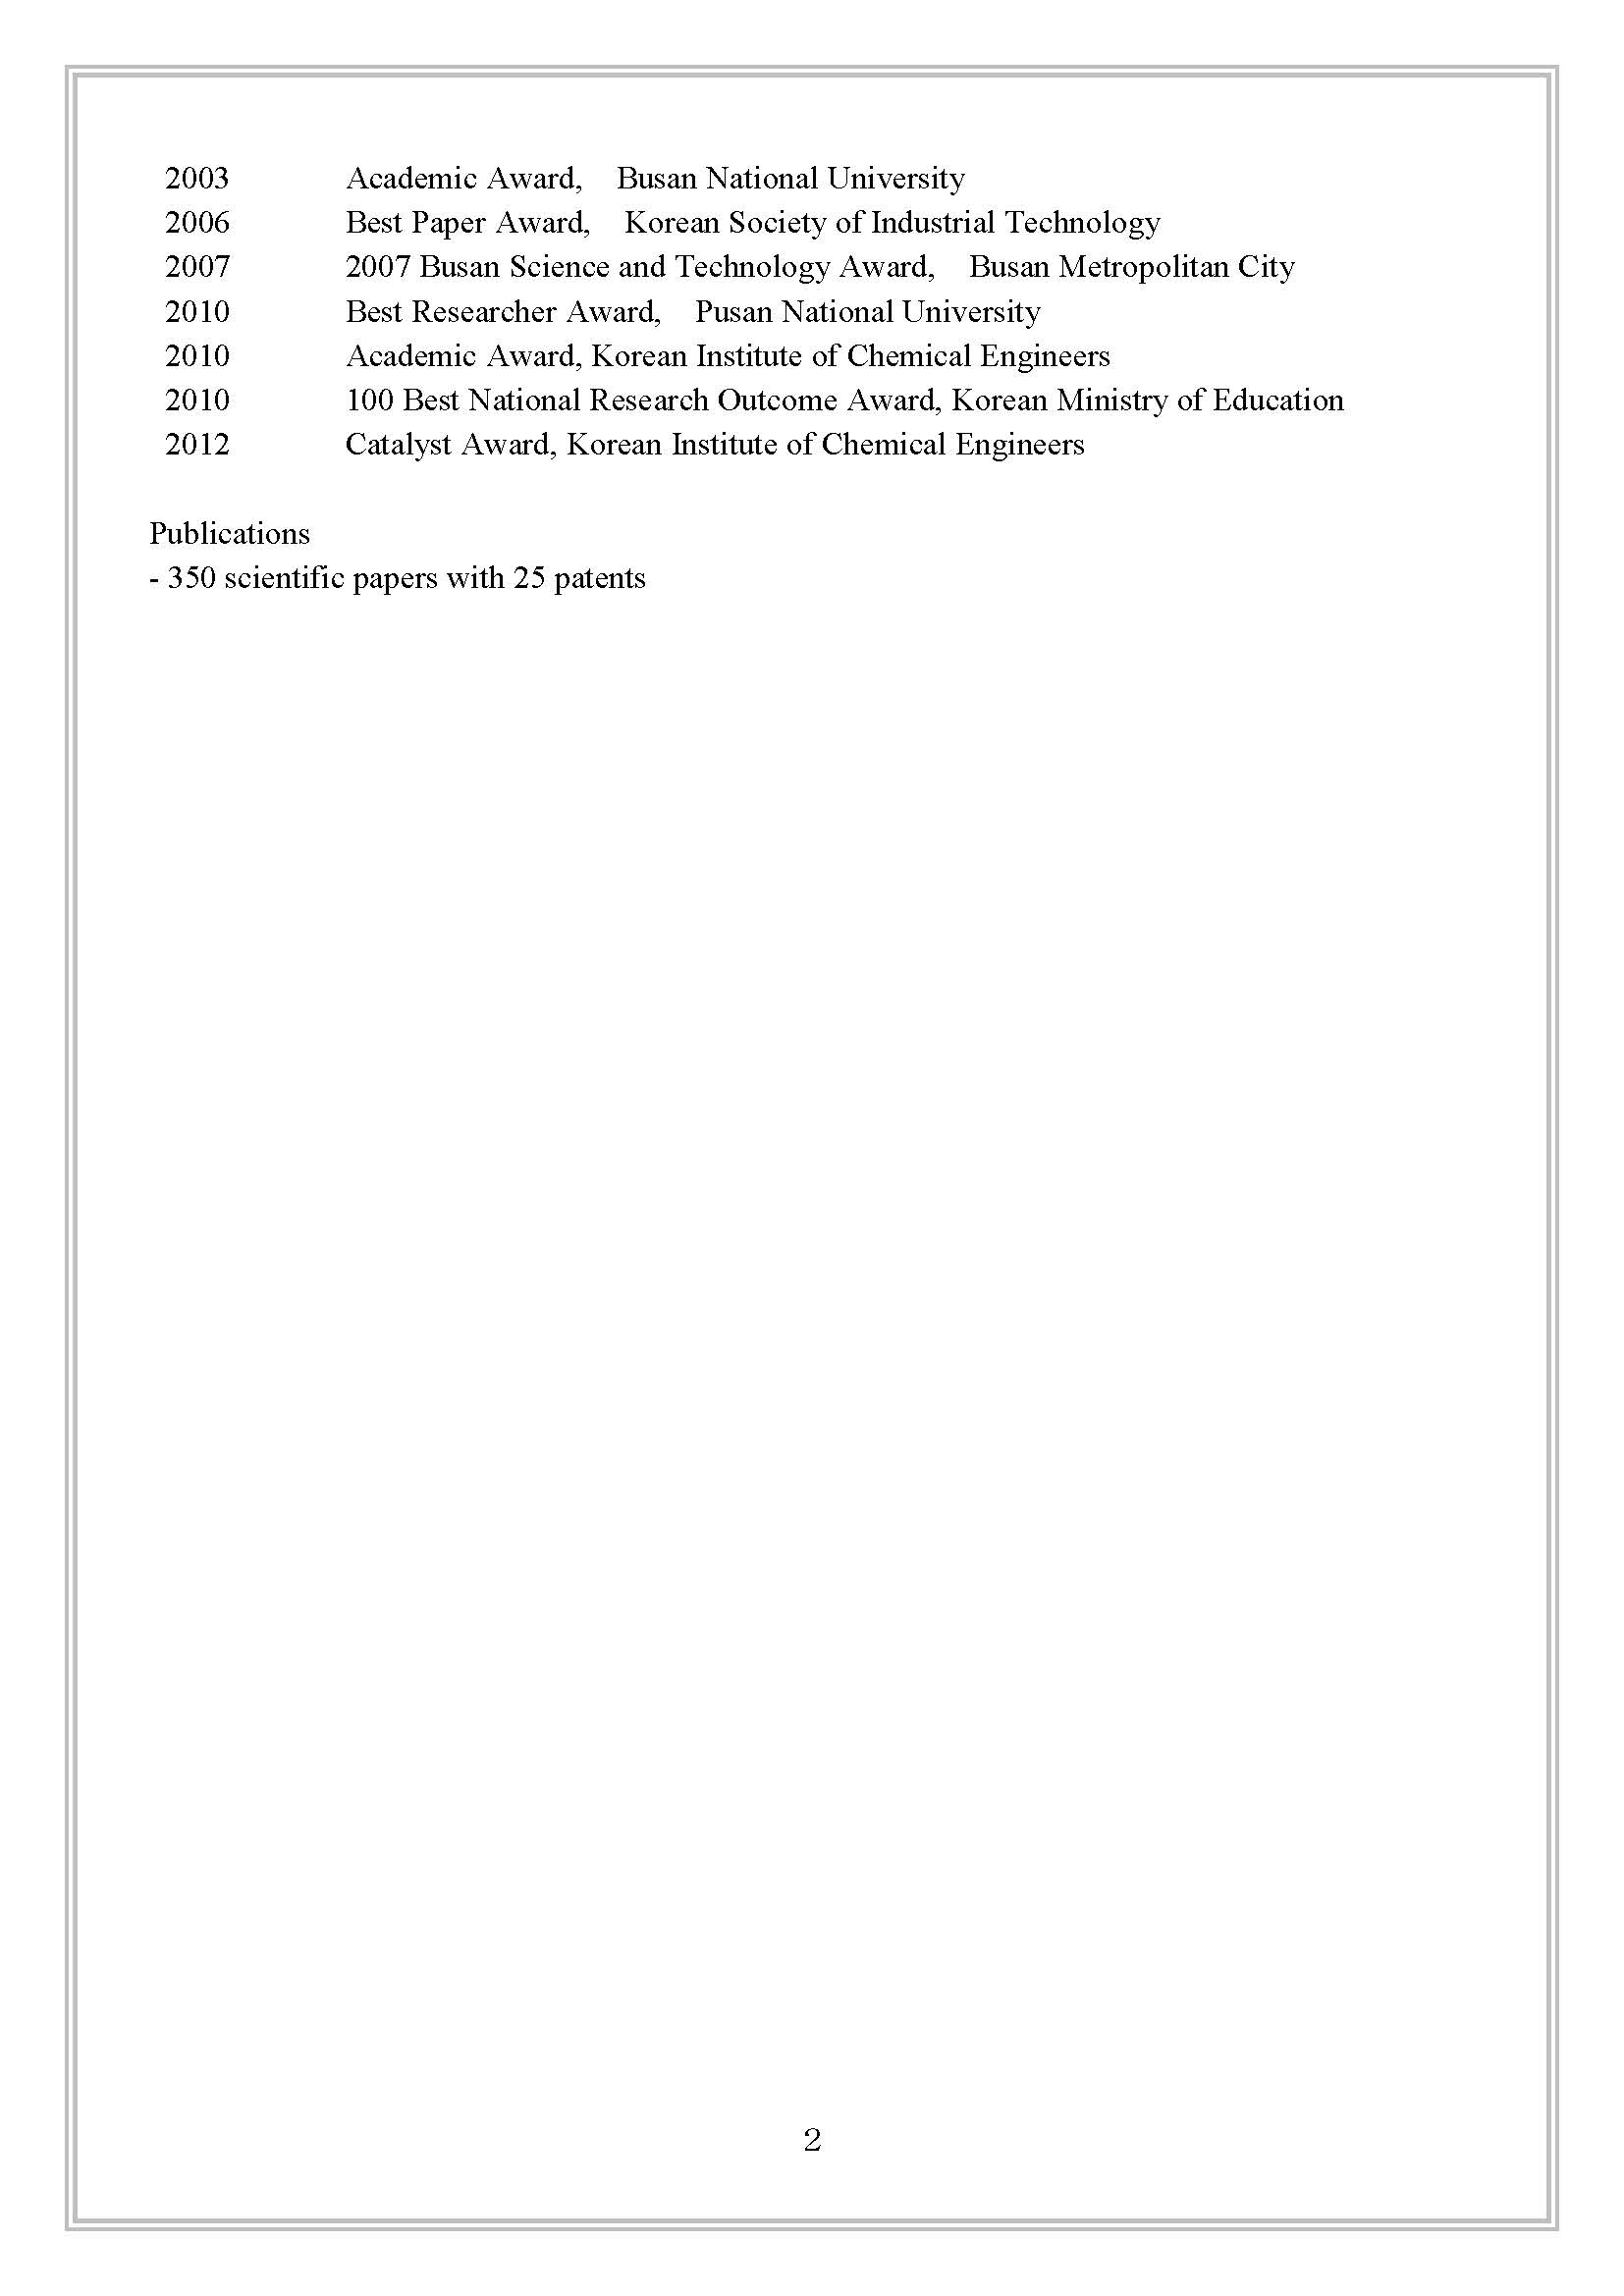 2003 Academic Award, Busan National University
2006 Best Paper Award, Korean Society of Industrial Technology
2007 2007 Busan Science and Technology Award, Busan Metropolitan City
2010 Best Researcher Award, Pusan National University
2010 Academic Award, Korean Institute of Chemical Engineers
2010 100 Best National Research Outcome Award, Korean Ministry of Education
2012 Catalyst Award, Korean Institute of Chemical Engineers
Publications
- 350 scientific papers with 25 patents
2